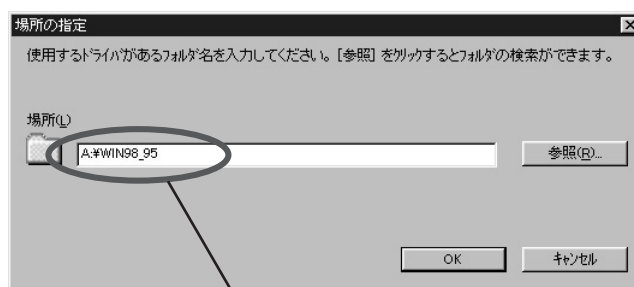 場所の指定
使用するﾄﾞﾗｲﾊﾞがあるﾌｫﾙﾀﾞ名を入力してください。[参照] をｸﾘｯｸするとﾌｫﾙﾀﾞの検索ができます。
場所(L)
A:¥WIN98_95
参照(R)...
OK
ｷｬﾝｾﾙ